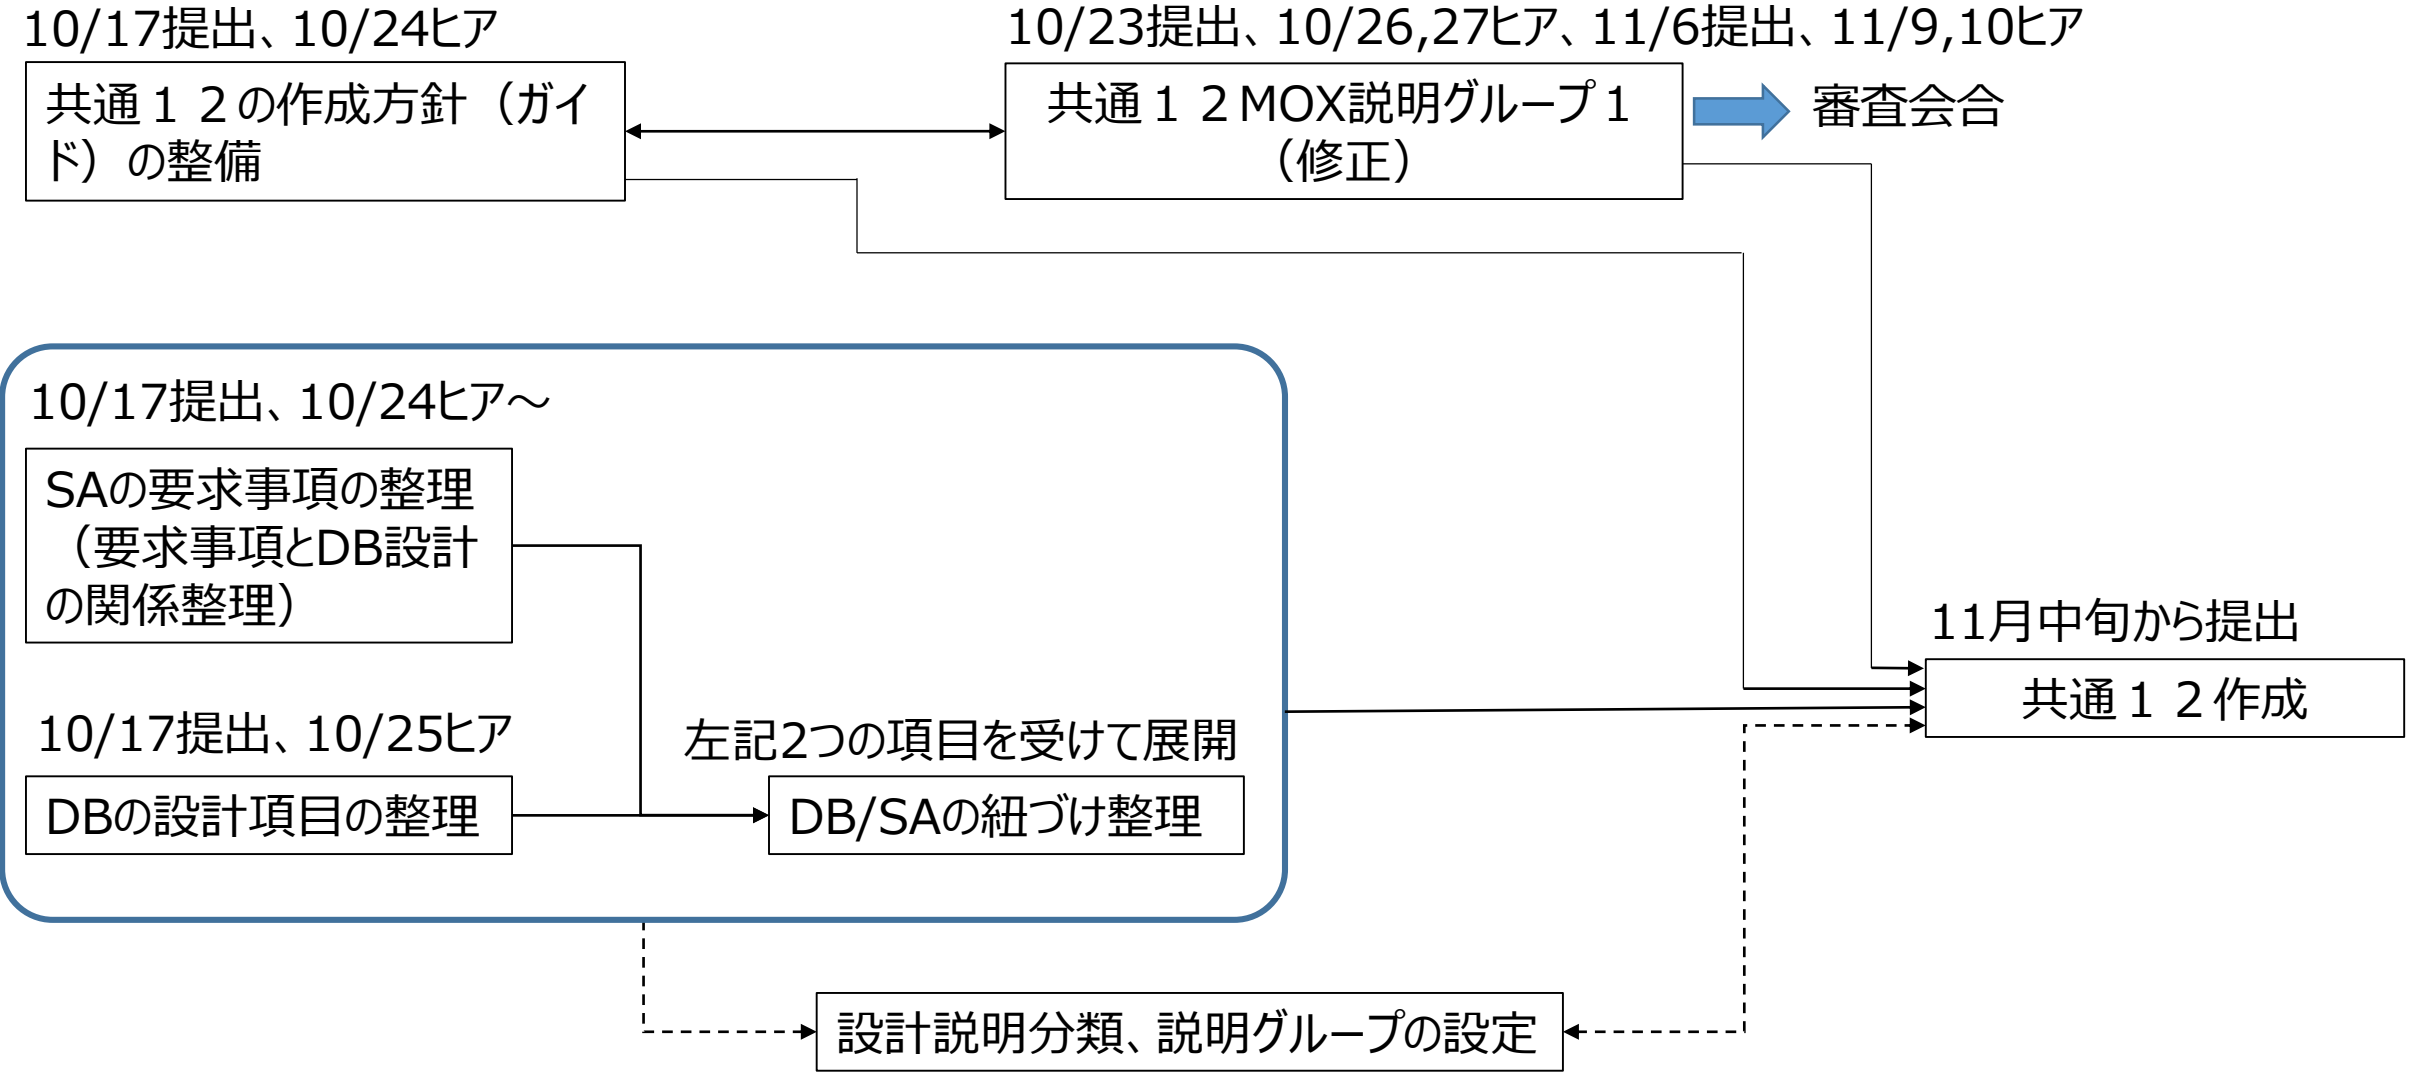 10/17提出、10/24ヒア
共通１２の作成方針（ガイ
ド）の整備
10/23提出、10/26,27ヒア、11/6提出、11/9,10ヒア
共通１２MOX説明グループ１
（修正）
審査会合
10/17提出、10/24ヒア～
SAの要求事項の整理
（要求事項とDB設計
の関係整理）
10/17提出、10/25ヒア
DBの設計項目の整理
左記2つの項目を受けて展開
DB/SAの紐づけ整理
11月中旬から提出
共通１２作成
設計説明分類、説明グループの設定